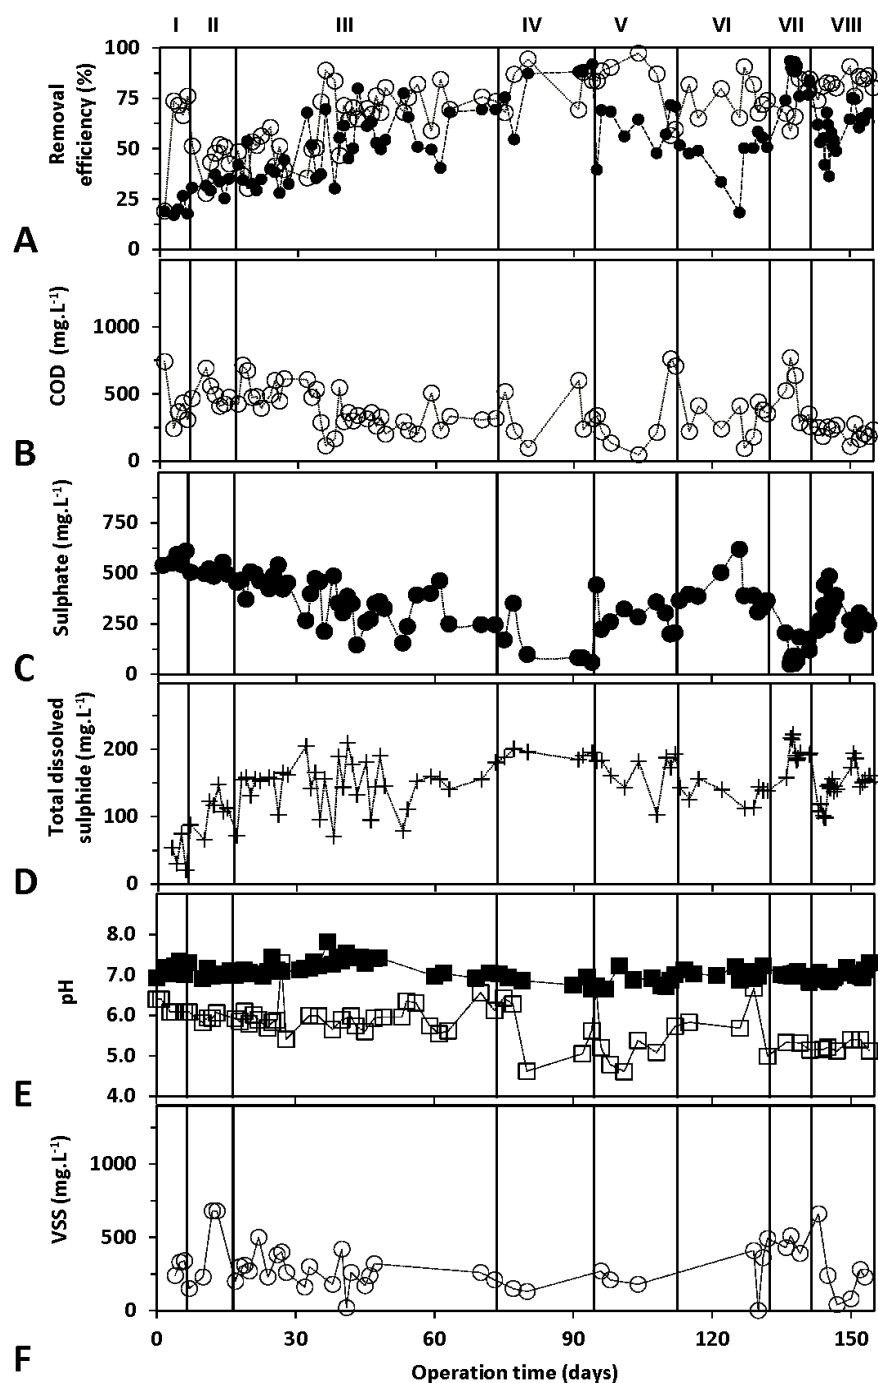 I II III IV V VI VII VIII
Removal
efficiency (%)
100
75
50
25
0
A
COD (mg.L-1)
1000
500
0
B
Sulphate (mg.L-1)
750
500
250
0
C
Total dissolved
sulphide (mg.L-1)
200
100
0
D
pH
8.0
7.0
6.0
5.0
4.0
E
VSS (mg.L-1)
1000
500
0
0 30 60 90 120 150
F
Operation time (days)